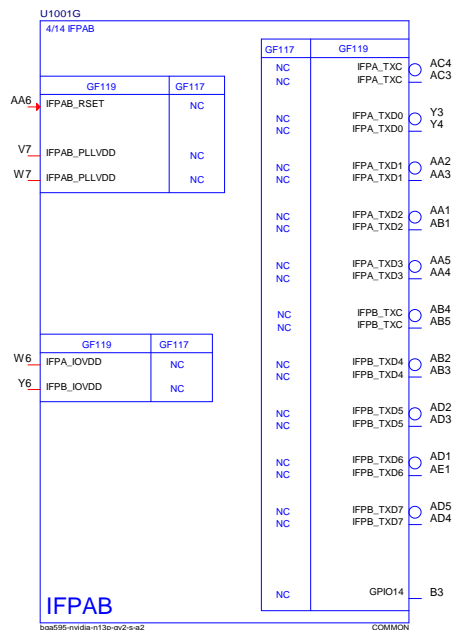 U1001G
4/14 IFPAB
GF119 GF117
AA6 IFPAB_RSET NC
V7 IFPAB_PLLVDD NC
W7 IFPAB_PLLVDD NC
GF119 GF117
W6 IFPA_IOVDD NC
Y6 IFPB_IOVDD NC
GF117 GF119
NC IFPA_TXC AC4
NC IFPA_TXC AC3
NC IFPA_TXD0 Y3
NC IFPA_TXD0 Y4
NC IFPA_TXD1 AA2
NC IFPA_TXD1 AA3
NC IFPA_TXD2 AA1
NC IFPA_TXD2 AB1
NC IFPA_TXD3 AA5
NC IFPA_TXD3 AA4
NC IFPB_TXC AB4
NC IFPB_TXC AB5
NC IFPB_TXD4 AB2
NC IFPB_TXD4 AB3
NC IFPB_TXD5 AD2
NC IFPB_TXD5 AD3
NC IFPB_TXD6 AD1
NC IFPB_TXD6 AE1
NC IFPB_TXD7 AD5
NC IFPB_TXD7 AD4
NC GPIO14 B3
IFPAB
bga595-nvidia-n13p-gv2-s-a2 COMMON